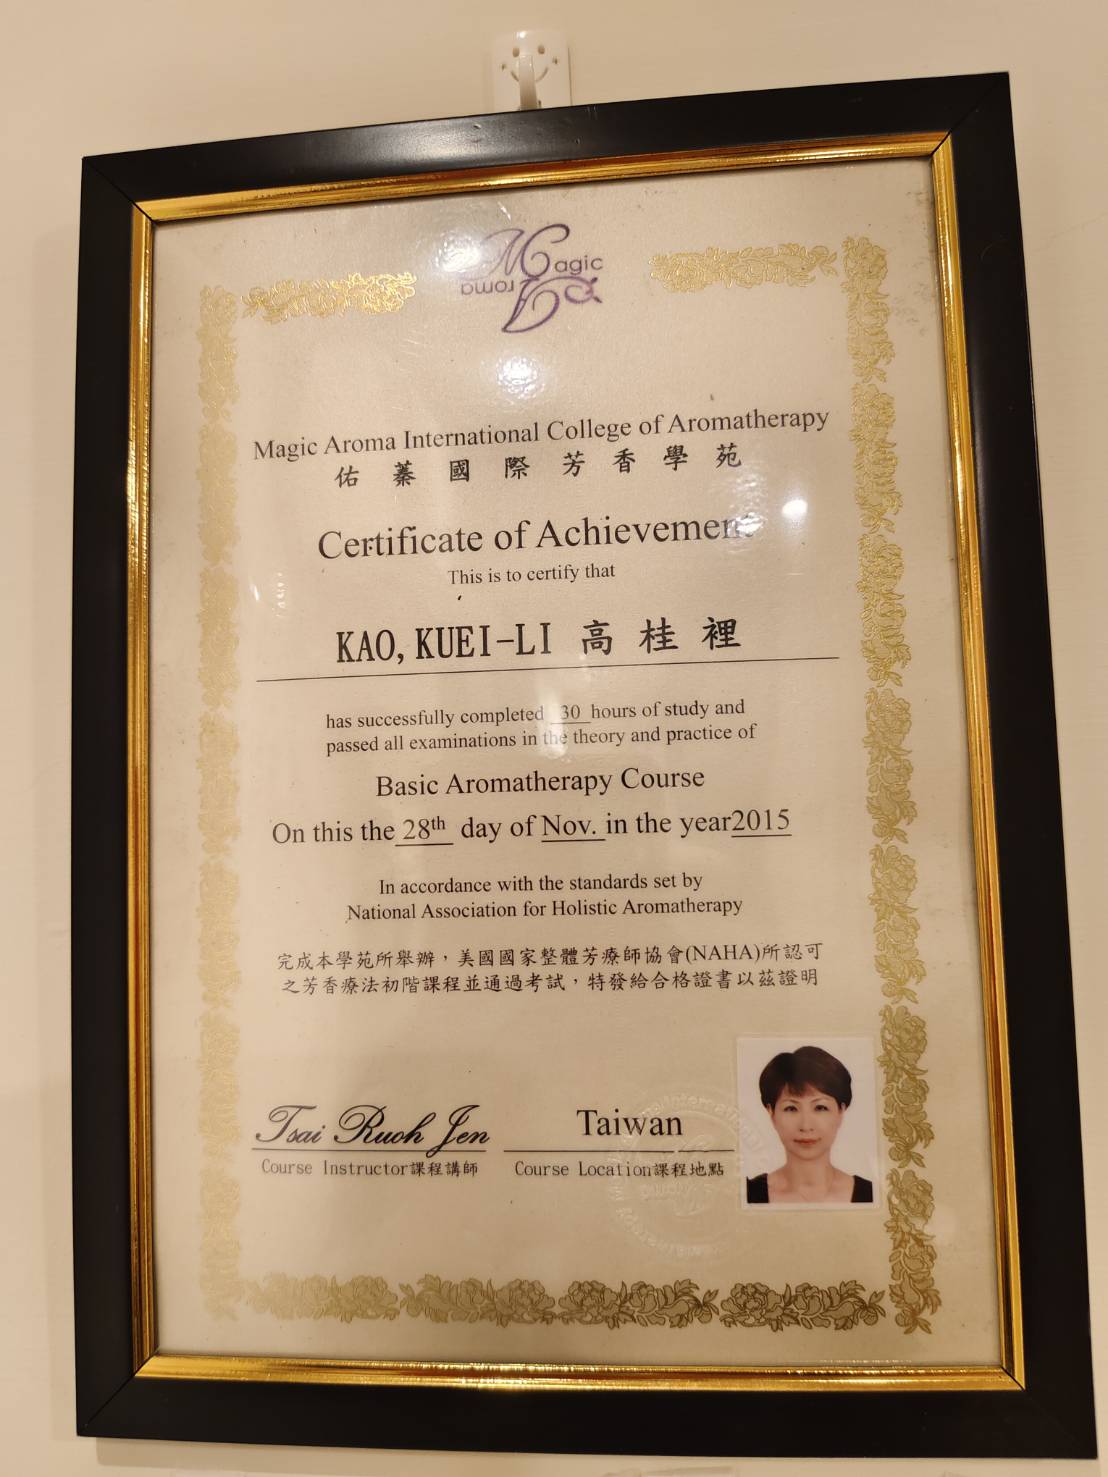 Magic
Aroma
Magic Aroma International College of Aromatherapy
佑蓁國際芳香學苑
Certificate of Achievement
This is to certify that
KAO, KUEI-LI 高桂裡
has successfully completed 30 hours of study and
passed all examinations in the theory and practice of
Basic Aromatherapy Course
On this the 28th day of Nov. in the year2015
In accordance with the standards set by
National Association for Holistic Aromatherapy
完成本學苑所舉辦，美國國家整體芳療師協會(NAHA)所認可
之芳香療法初階課程並通過考試，特發給合格證書以茲證明
Tsai Ruoh Jen
Taiwan
Course Instructor課程講師
Course Location課程地點